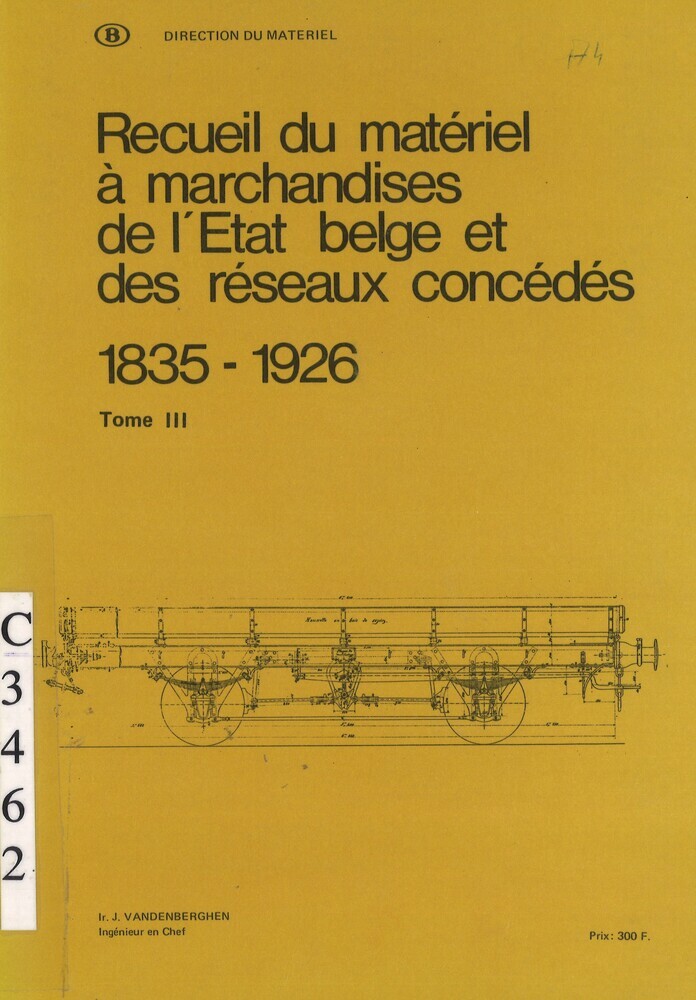 B DIRECTION DU MATERIEL
A4
Recueil du matériel
à marchandises
de l'Etat belge et
des réseaux concédés
1835 - 1926
Tome III
C
3
4
6
2
Ir. J. VANDENBERGHEN
Ingénieur en Chef
Prix: 300 F.